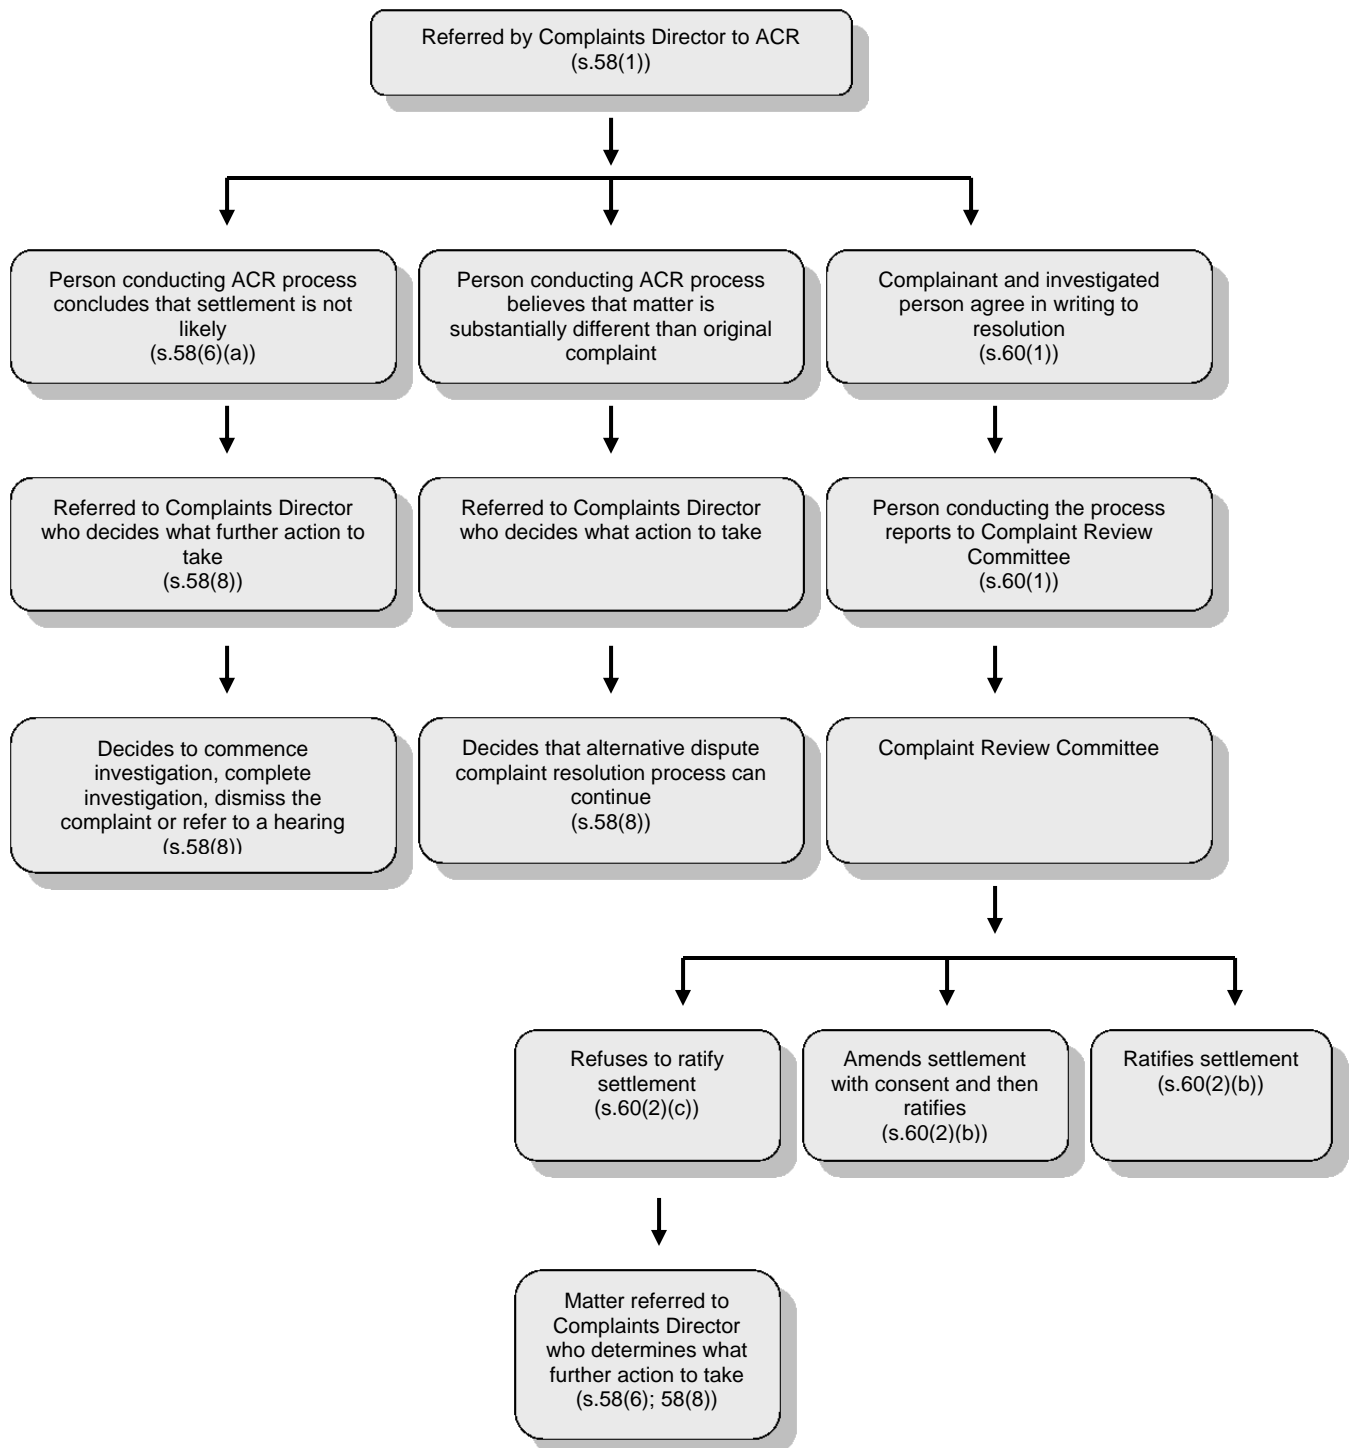 Referred by Complaints Director to ACR
(s.58(1))
Person conducting ACR process
concludes that settlement is not
likely
(s.58(6)(a))
Person conducting ACR process
believes that matter is
substantially different than original
complaint
Complainant and investigated
person agree in writing to
resolution
(s.60(1))
Referred to Complaints Director
who decides what further action to
take
(s.58(8))
Referred to Complaints Director
who decides what action to take
Person conducting the process
reports to Complaint Review
Committee
(s.60(1))
Decides to commence
investigation, complete
investigation, dismiss the
complaint or refer to a hearing
(s.58(8))
Decides that alternative dispute
complaint resolution process can
continue
(s.58(8))
Complaint Review Committee
Refuses to ratify
settlement
(s.60(2)(c))
Amends settlement
with consent and then
ratifies
(s.60(2)(b))
Ratifies settlement
(s.60(2)(b))
Matter referred to
Complaints Director
who determines what
further action to take
(s.58(6); 58(8))